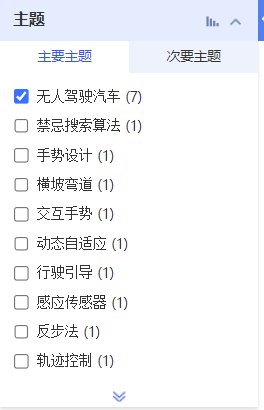 主题
主要主题 次要主题
无人驾驶汽车 (7)
禁忌搜索算法 (1)
手势设计 (1)
横坡弯道 (1)
交互手势 (1)
动态自适应 (1)
行驶引导 (1)
感应传感器 (1)
反步法 (1)
轨迹控制 (1)